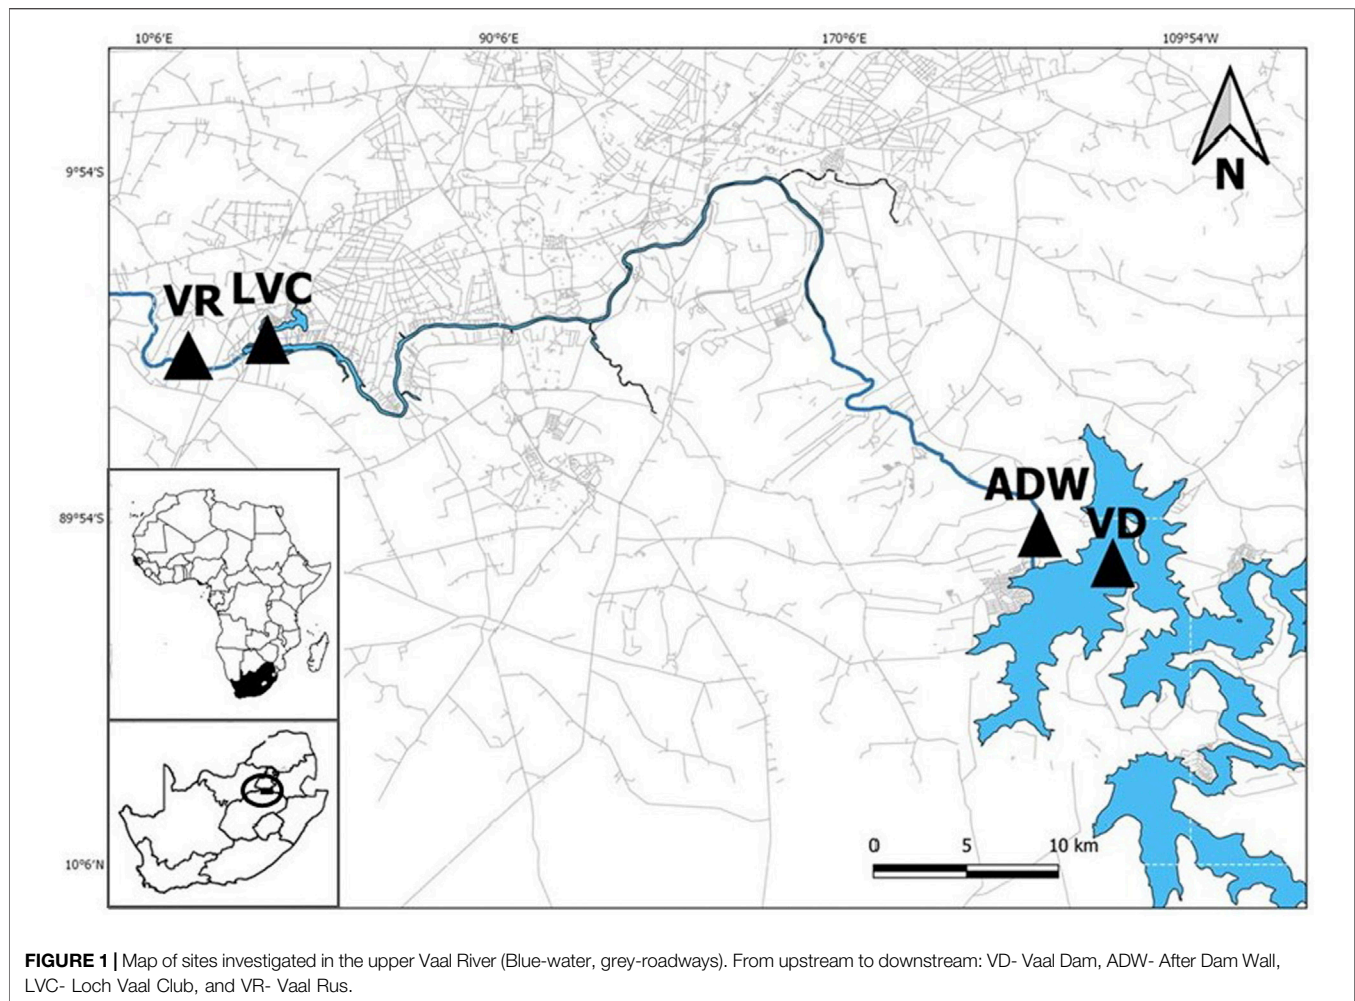 10°6'E 90°6'E 170°6'E 109°54'W
N
9°54'S
VR LVC
ADW
89°54'S
VD
0 5 10 km
10°6'N
FIGURE 1 | Map of sites investigated in the upper Vaal River (Blue-water, grey-roadways). From upstream to downstream: VD- Vaal Dam, ADW- After Dam Wall,
LVC- Loch Vaal Club, and VR- Vaal Rus.